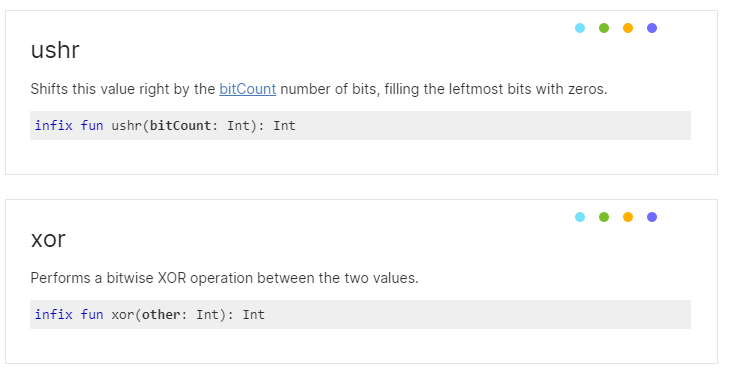 ushr
Shifts this value right by the bitCount number of bits, filling the leftmost bits with zeros.
infix fun ushr(bitCount: Int): Int
xor
Performs a bitwise XOR operation between the two values.
infix fun xor(other: Int): Int